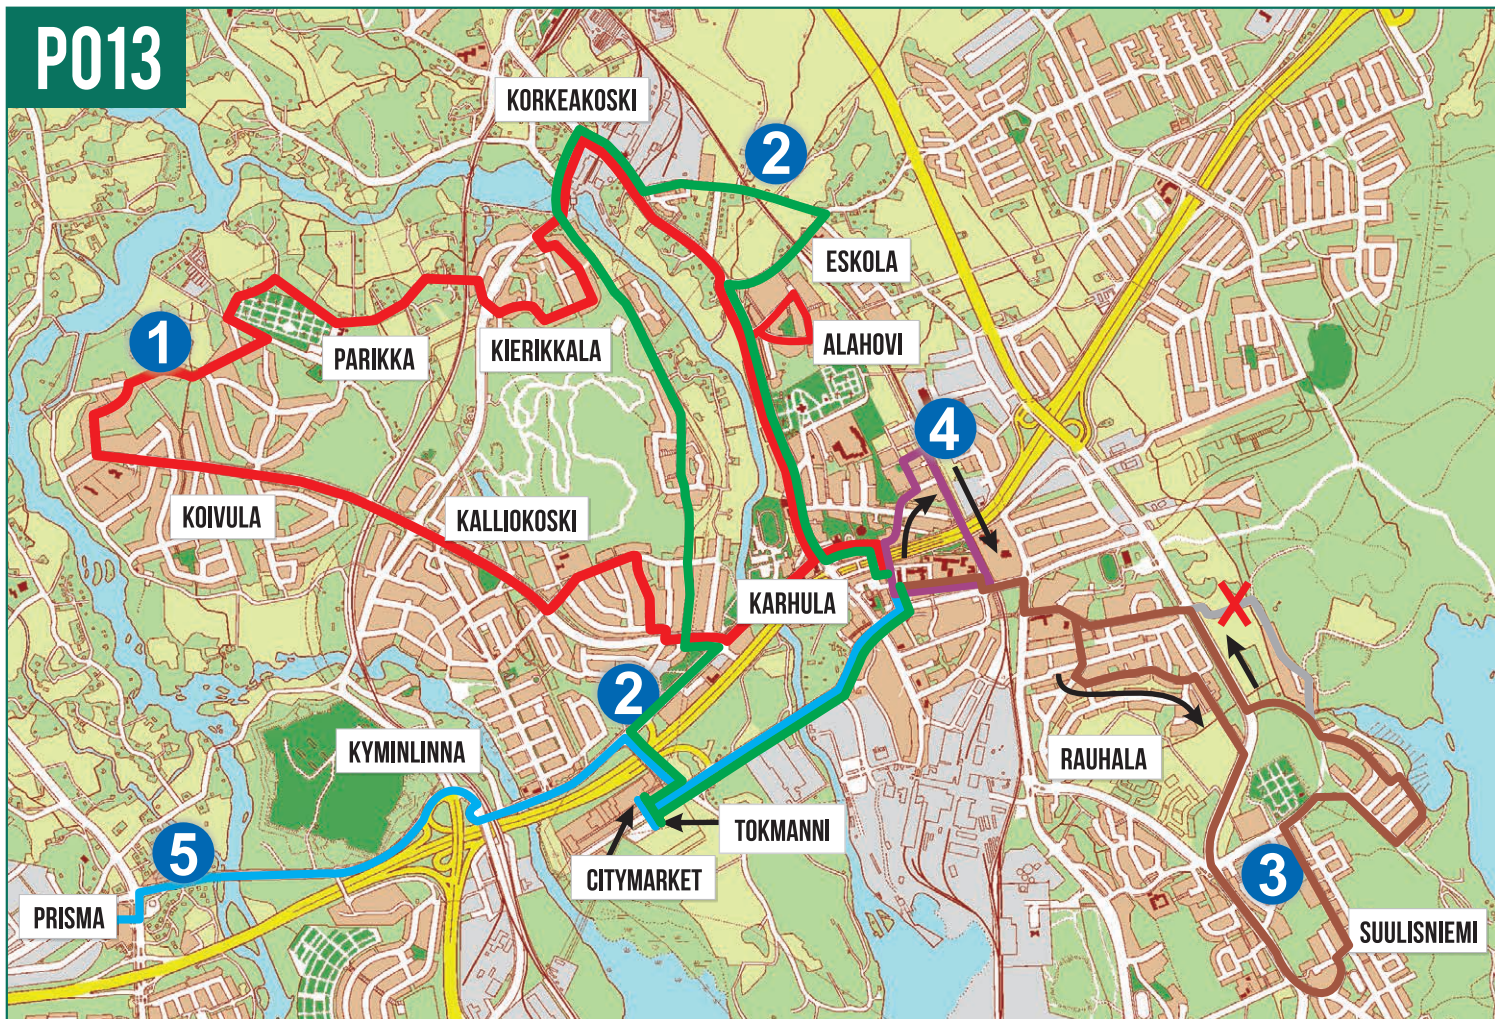 P013
KORKEAKOSKI
2
ESKOLA
1
PARIKKA
KIERIKKALA
ALAHOVI
4
KOIVULA
KALLIOKOSKI
KARHULA
X
2
KYMINLINNA
RAUHALA
TOKMANNI
5
CITYMARKET
3
PRISMA
SUULISNIEMI